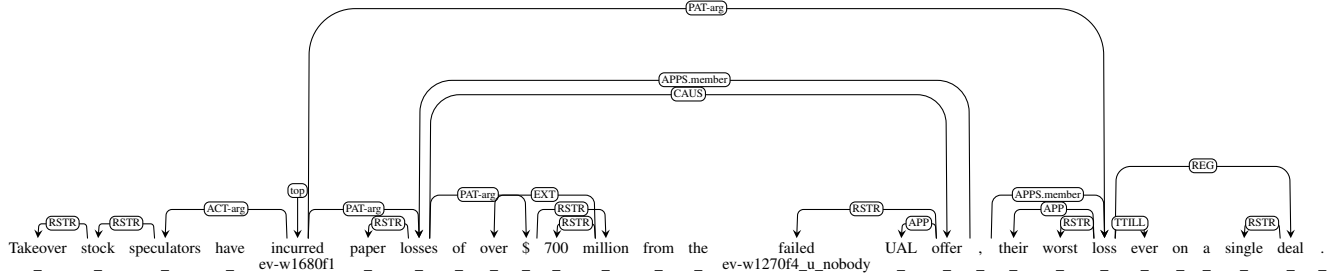 PAT-arg
APPS.member
CAUS
REG
top PAT-arg EXT APPS.member
ACT-arg PAT-arg RSTR RSTR APP
RSTR RSTR RSTR RSTR APP RSTR TTILL RSTR
Takeover stock speculators have incurred paper losses of over $ 700 million from the failed UAL offer , their worst loss ever on a single deal .
_ _ _ _ ev-w1680f1 _ _ _ _ _ _ _ _ _ ev-w1270f4_u_nobody _ _ _ _ _ _ _ _ _ _ _ _